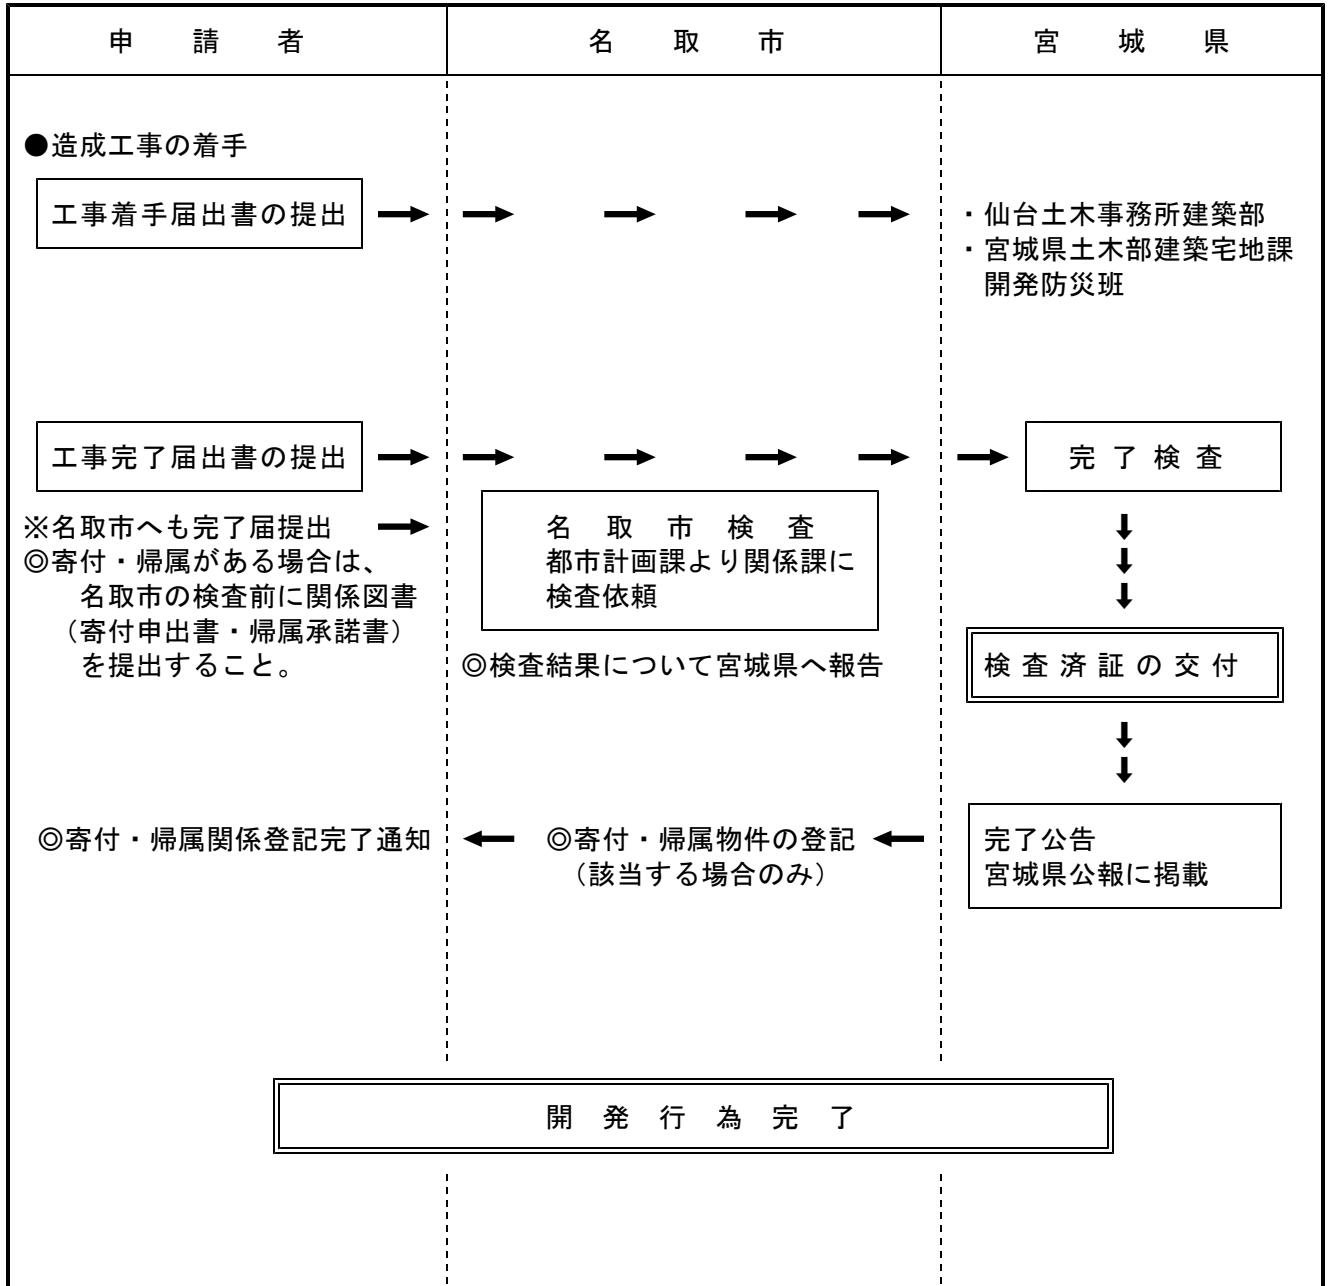 申請者
名取市
宮城県
●造成工事の着手
工事着手届出書の提出
・仙台土木事務所建築部
・宮城県土木部建築宅地課
開発防災班
工事完了届出書の提出
完了検査
※名取市へも完了届提出
◎寄付・帰属がある場合は、
名取市の検査前に関係図書
（寄付申出書・帰属承諾書）
を提出すること。
名取市検査
都市計画課より関係課に
検査依頼
◎検査結果について宮城県へ報告
検査済証の交付
◎寄付・帰属関係登記完了通知
◎寄付・帰属物件の登記
（該当する場合のみ）
完了公告
宮城県公報に掲載
開発行為完了